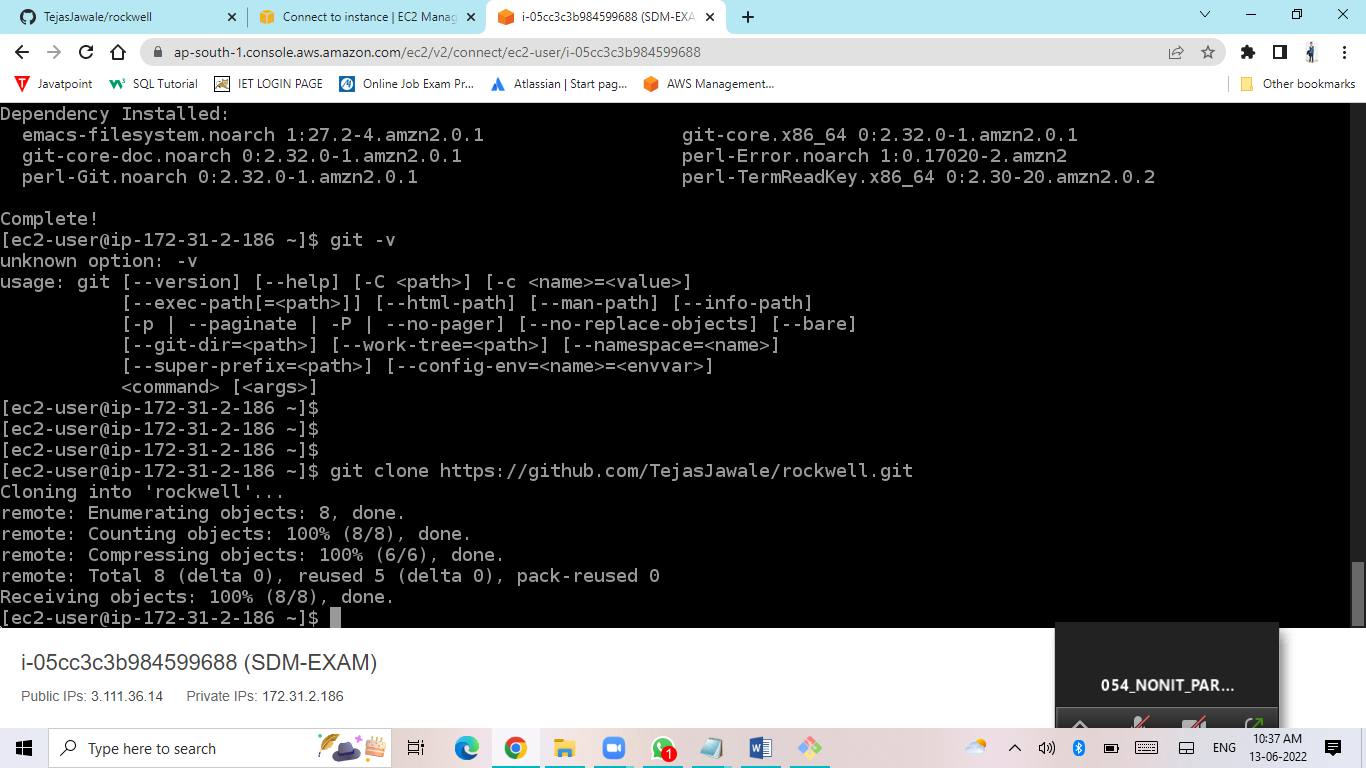 TejasJawale/rockwell
Connect to instance | EC2 Manag
i-05cc3c3b984599688 (SDM-EXA
ap-south-1.console.aws.amazon.com/ec2/v2/connect/ec2-user/i-05cc3c3b984599688
Javatpoint
SQL Tutorial
IET LOGIN PAGE
Online Job Exam Pr...
Atlassian | Start pag...
AWS Management...
Other bookmarks
Dependency Installed:
emacs-filesystem.noarch 1:27.2-4.amzn2.0.1 git-core.x86_64 0:2.32.0-1.amzn2.0.1
git-core-doc.noarch 0:2.32.0-1.amzn2.0.1 perl-Error.noarch 1:0.17020-2.amzn2
perl-Git.noarch 0:2.32.0-1.amzn2.0.1 perl-TermReadKey.x86_64 0:2.30-20.amzn2.0.2
Complete!
[ec2-user@ip-172-31-2-186 ~]$ git -v
unknown option: -v
usage: git [--version] [--help] [-C <path>] [-c <name>=<value>]
[--exec-path[=<path>]] [--html-path] [--man-path] [--info-path]
[-p | --paginate | -P | --no-pager] [--no-replace-objects] [--bare]
[--git-dir=<path>] [--work-tree=<path>] [--namespace=<name>]
[--super-prefix=<path>] [--config-env=<name>=<envvar>]
<command> [<args>]
[ec2-user@ip-172-31-2-186 ~]$
[ec2-user@ip-172-31-2-186 ~]$
[ec2-user@ip-172-31-2-186 ~]$
[ec2-user@ip-172-31-2-186 ~]$ git clone https://github.com/TejasJawale/rockwell.git
Cloning into 'rockwell'...
remote: Enumerating objects: 8, done.
remote: Counting objects: 100% (8/8), done.
remote: Compressing objects: 100% (6/6), done.
remote: Total 8 (delta 0), reused 5 (delta 0), pack-reused 0
Receiving objects: 100% (8/8), done.
[ec2-user@ip-172-31-2-186 ~]$
i-05cc3c3b984599688 (SDM-EXAM)
Public IPs: 3.111.36.14 Private IPs: 172.31.2.186
054_NONIT_PAR...
Type here to search
1
ENG
10:37 AM
13-06-2022